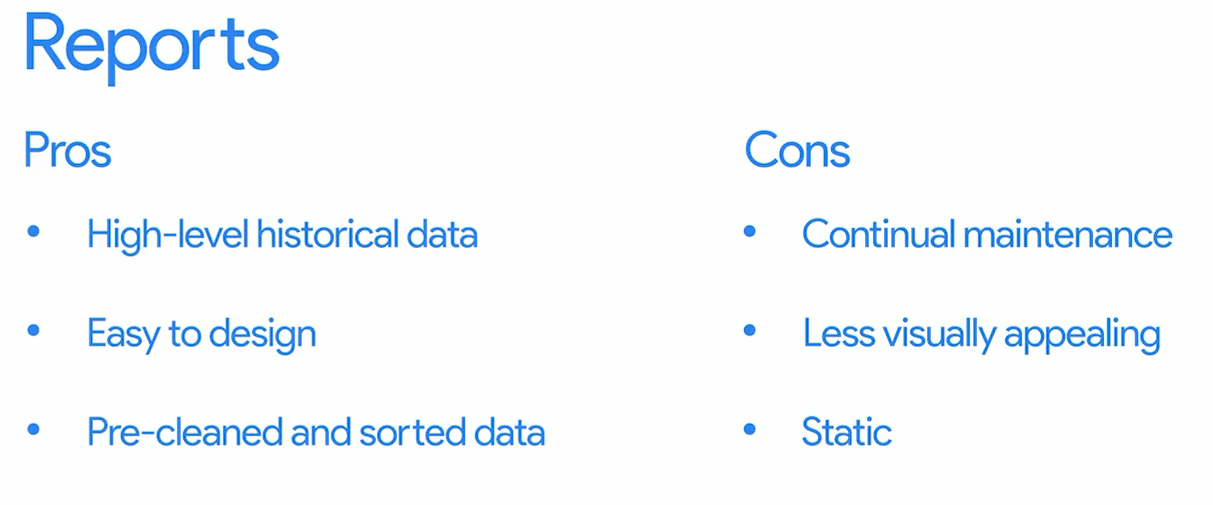 Reports
Pros
High-level historical data
Easy to design
Pre-cleaned and sorted data
Cons
Continual maintenance
Less visually appealing
Static